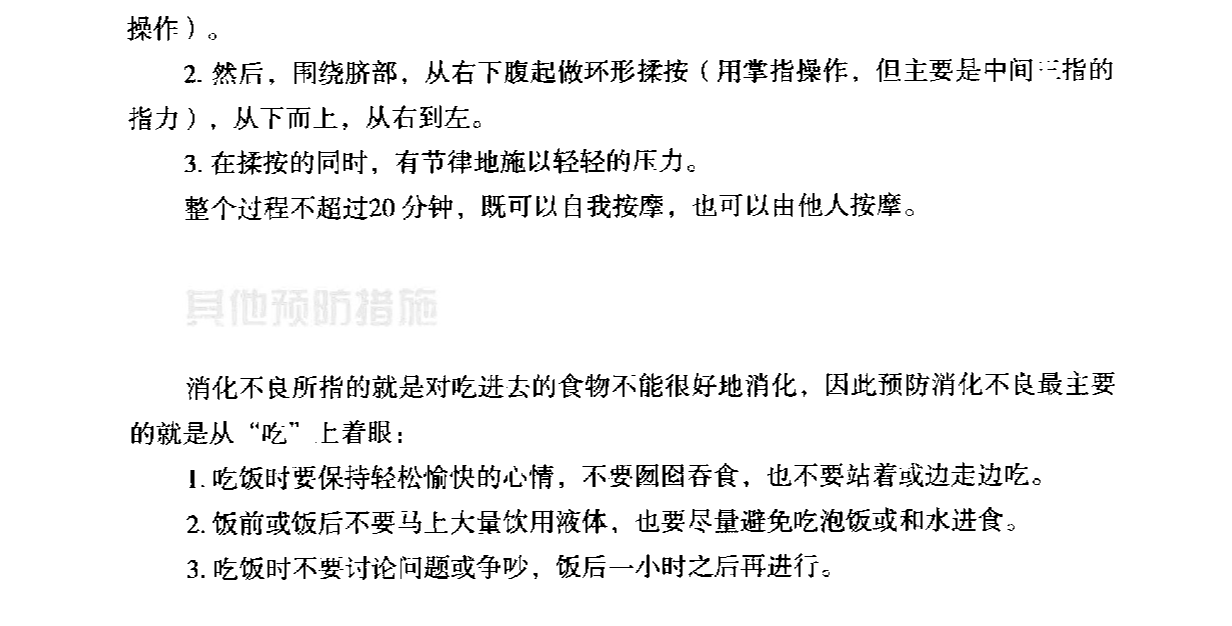 操作）。
2. 然后，围绕脐部，从右下腹起做环形揉按（用掌指操作，但主要是中间三指的
指力），从下而上，从右到左。
3. 在揉按的同时，有节律地施以轻轻的压力。
整个过程不超过20 分钟，既可以自我按摩，也可以由他人按摩。
其他预防措施
消化不良所指的就是对吃进去的食物不能很好地消化，因此预防消化不良最主要
的就是从“吃”上着眼：
1. 吃饭时要保持轻松愉快的心情，不要囫囵吞食，也不要站着或边走边吃。
2. 饭前或饭后不要马上大量饮用液体，也要尽量避免吃泡饭或和水进食。
3. 吃饭时不要讨论问题或争吵，饭后一小时之后再进行。